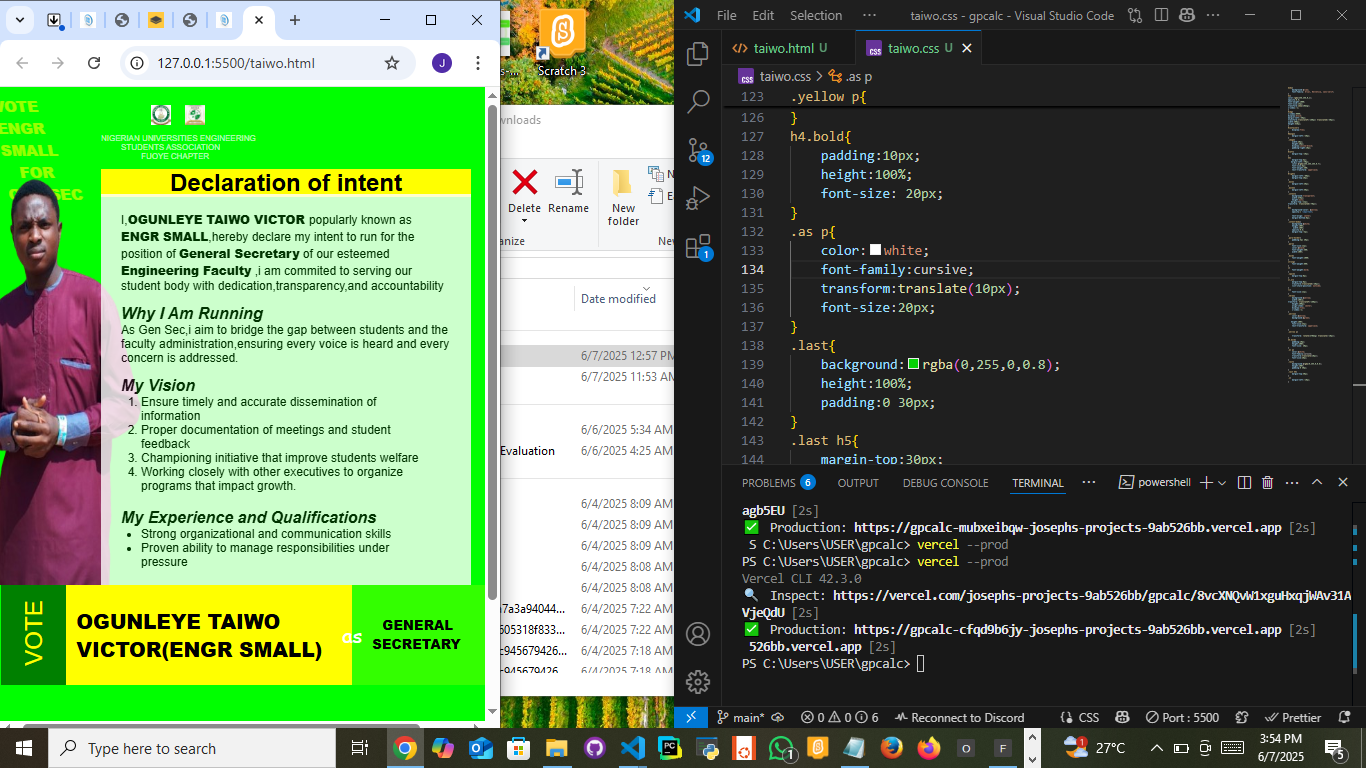 127.0.0.1:5500/taiwo.html
J
VOTE
ENGR
SMALL
FOR
NIGERIAN UNIVERSITIES ENGINEERING
STUDENTS ASSOCIATION
FUOYE CHAPTER
Declaration of intent
I,OGUNLEYE TAIWO VICTOR popularly known as
ENGR SMALL,hereby declare my intent to run for the
position of General Secretary of our esteemed
Engineering Faculty ,i am commited to serving our
student body with dedication,transparency,and accountability
Why I Am Running
As Gen Sec,i aim to bridge the gap between students and the
faculty administration,ensuring every voice is heard and every
concern is addressed.
My Vision
1. Ensure timely and accurate dissemination of
information
2. Proper documentation of meetings and student
feedback
3. Championing initiative that improve students welfare
4. Working closely with other executives to organize
programs that impact growth.
My Experience and Qualifications
• Strong organizational and communication skills
• Proven ability to manage responsibilities under
pressure
VOTE
OGUNLEYE TAIWO
VICTOR(ENGR SMALL)
as
GENERAL
SECRETARY
Scratch 3
wnloads
Delete
Rename
New
folder
anize
New
Date modified
6/7/2025 12:57 PM
6/7/2025 11:53 AM
6/6/2025 5:34 AM
Evaluation 6/6/2025 4:25 AM
6/4/2025 8:09 AM
6/4/2025 8:09 AM
6/4/2025 8:09 AM
6/4/2025 8:08 AM
6/4/2025 8:08 AM
a7a3a94044... 6/4/2025 7:22 AM
605318f833... 6/4/2025 7:22 AM
c945679426... 6/4/2025 7:18 AM
c945679426... 6/4/2025 7:18 AM
File Edit Selection ··· taiwo.css - gpcalc - Visual Studio Code
taiwo.html U taiwo.css U
taiwo.css > .as p
12
1
123 .yellow p{
126 }
127 h4.bold{
128 padding:10px;
129 height:100%;
130 font-size: 20px;
131 }
132 .as p{
133 color: white;
134 font-family:cursive;
135 transform:translate(10px);
136 font-size:20px;
137 }
138 .last{
139 background: rgba(0,255,0,0.8);
140 height:100%;
141 padding:0 30px;
142 }
143 .last h5{
144 margin-top:30px;
PROBLEMS 6 OUTPUT DEBUG CONSOLE TERMINAL ··· powershell
agb5EU [2s]
✅ Production: https://gpcalc-mubxeibqw-josephs-projects-9ab526bb.vercel.app [2s]
S C:\Users\USER\gpcalc> vercel --prod
PS C:\Users\USER\gpcalc> vercel --prod
Vercel CLI 42.3.0
🔍 Inspect: https://vercel.com/josephs-projects-9ab526bb/gpcalc/8vcXNQvW1xguHxqjWAv31A
VjeQdU [2s]
✅ Production: https://gpcalc-cfqd9b6jy-josephs-projects-9ab526bb.vercel.app [2s]
526bb.vercel.app [2s]
PS C:\Users\USER\gpcalc>
main* 0 0 6 Reconnect to Discord CSS Port : 5500 Prettier
Type here to search
27°C
3:54 PM
6/7/2025
5